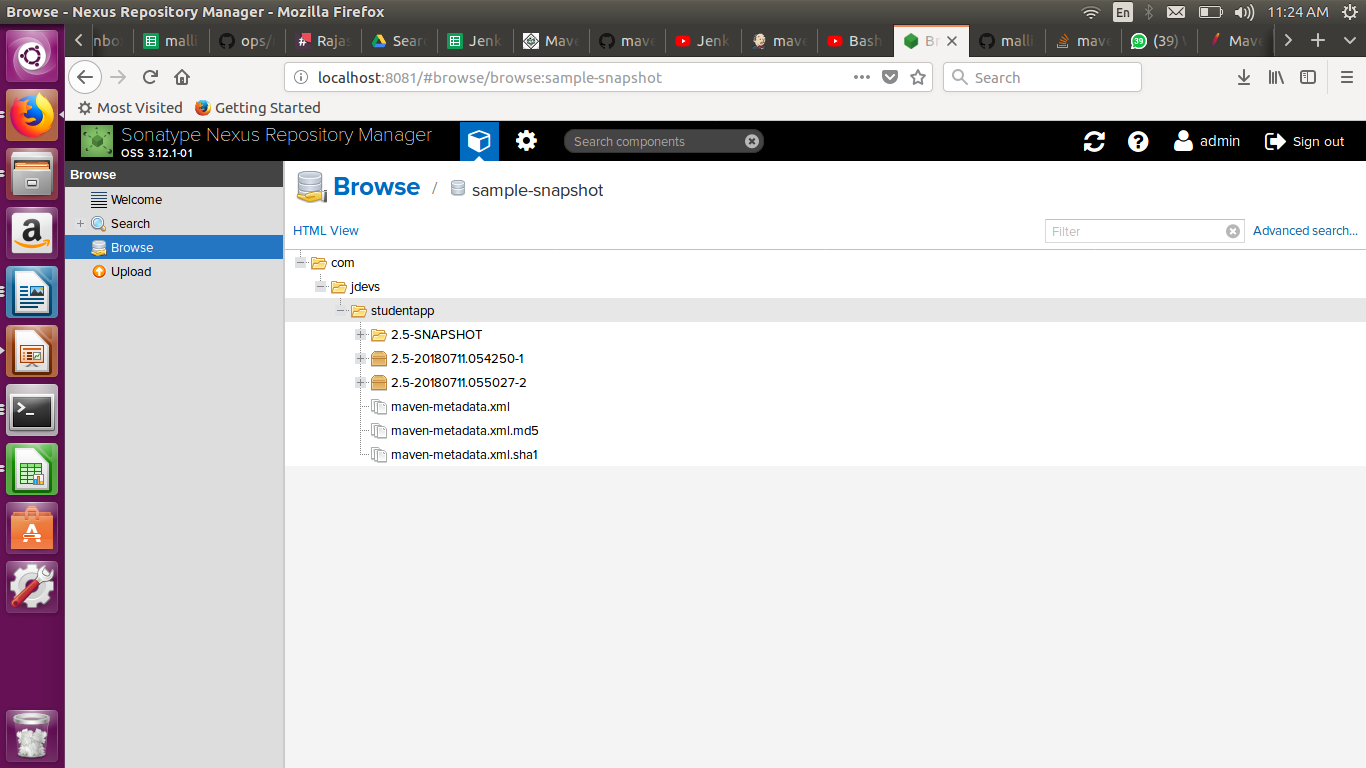 Browse - Nexus Repository Manager - Mozilla Firefox
En
11:24 AM
nbo
malli
ops/
Rajas
Sear
Jenk
Mave
mave
Jenk
mave
Bash
B
malli
mave
(39)
Mave
localhost:8081/#browse/browse:sample-snapshot
Search
Most Visited
Getting Started
Sonatype Nexus Repository Manager
OSS 3.12.1-01
Search components
admin
Sign out
Browse
Welcome
Search
Browse
Upload
Browse / sample-snapshot
HTML View
Filter
Advanced search...
com
jdevs
studentapp
2.5-SNAPSHOT
2.5-20180711.054250-1
2.5-20180711.055027-2
maven-metadata.xml
maven-metadata.xml.md5
maven-metadata.xml.sha1